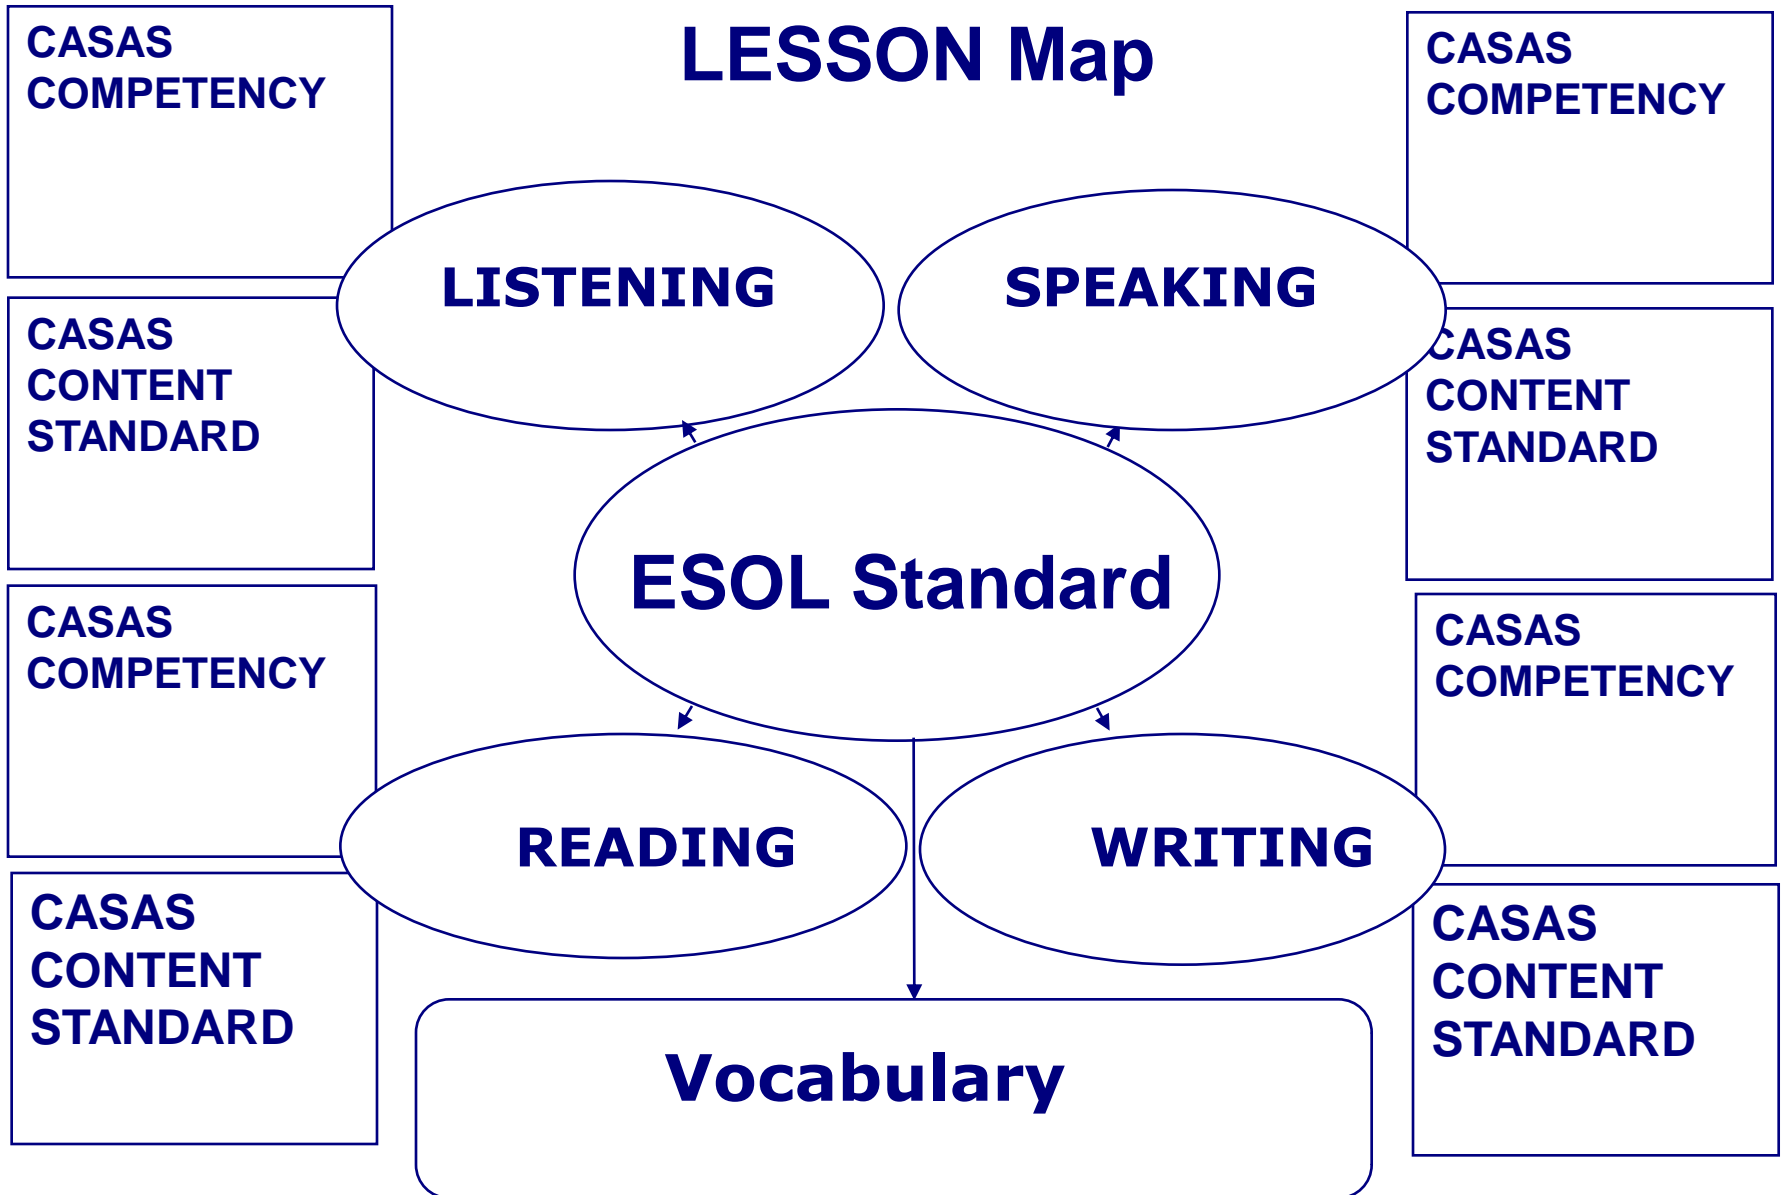 LESSON Map
CASAS
COMPETENCY
CASAS
COMPETENCY
LISTENING
SPEAKING
CASAS
CONTENT
STANDARD
CASAS
CONTENT
STANDARD
ESOL Standard
CASAS
COMPETENCY
CASAS
COMPETENCY
READING
WRITING
CASAS
CONTENT
STANDARD
CASAS
CONTENT
STANDARD
Vocabulary